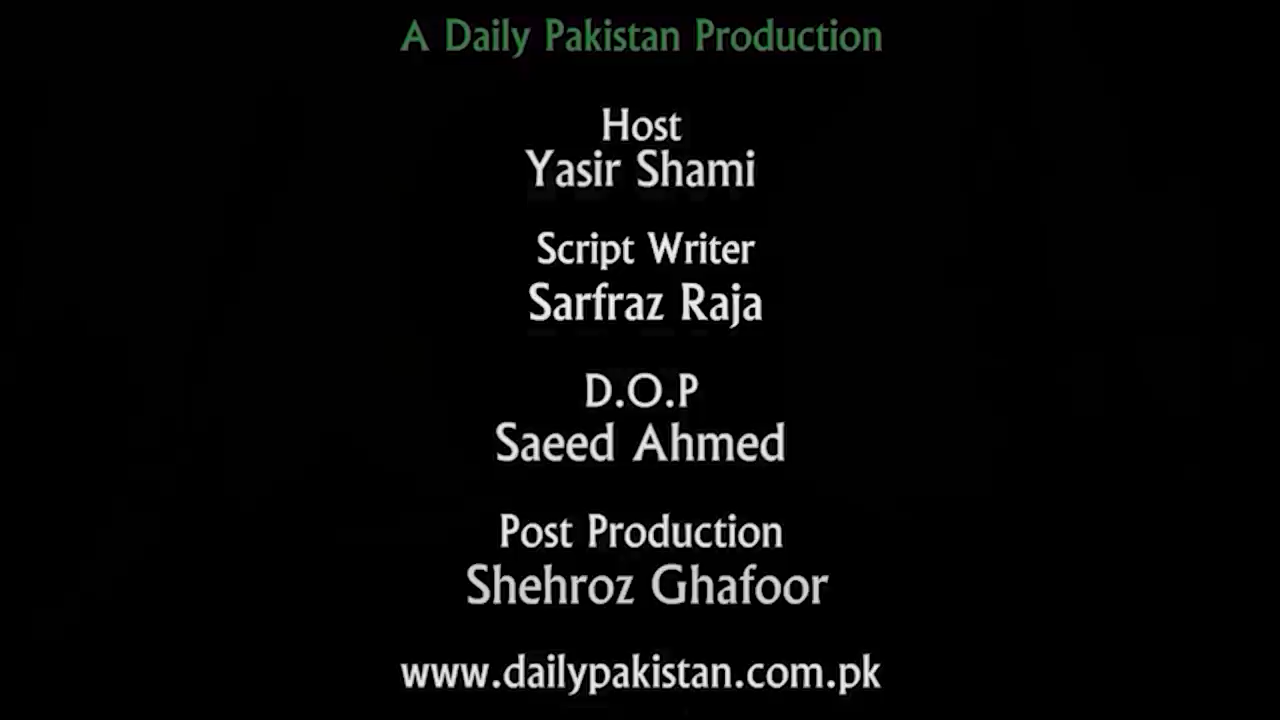 A Daily Pakistan Production
Host
Yasir Shami
Script Writer
Sarfraz Raja
D.O.P
Saeed Ahmed
Post Production
Shehroz Ghafoor
www.dailypakistan.com.pk